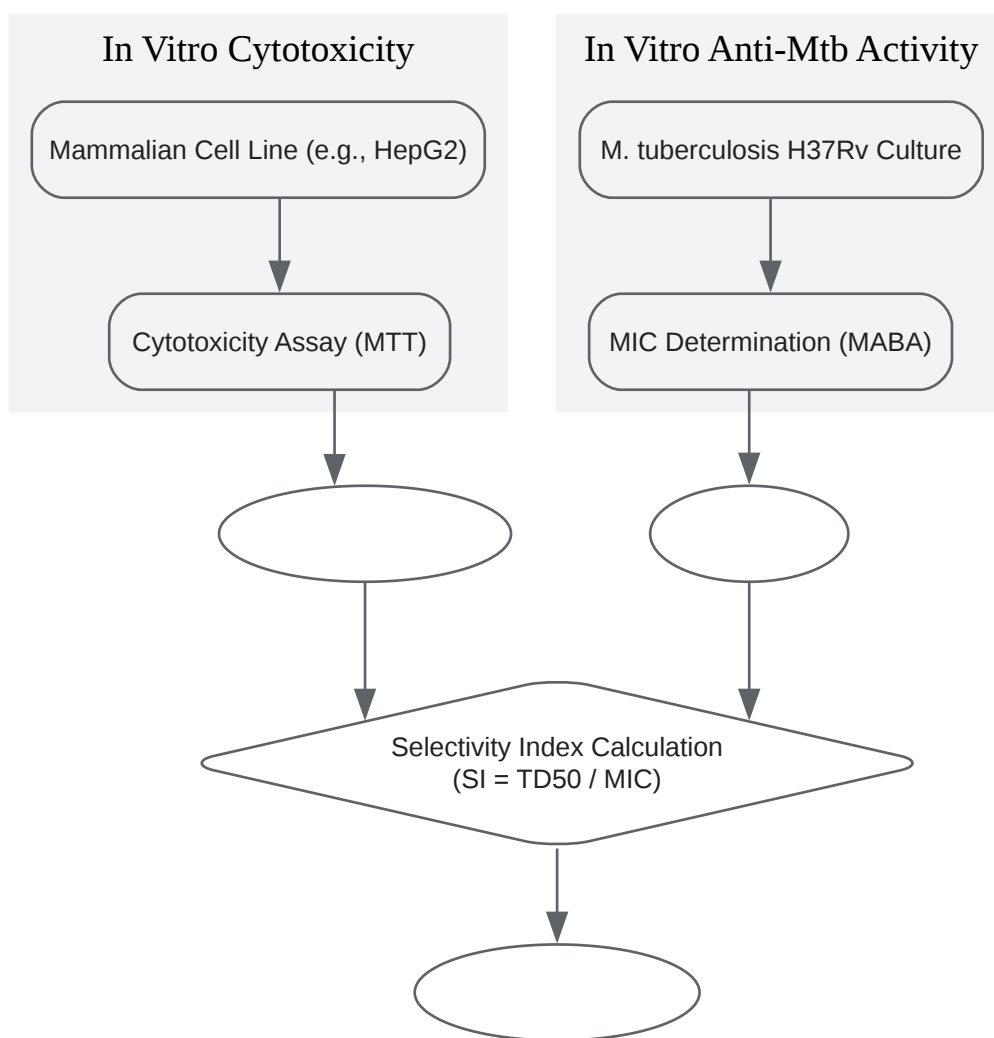 In Vitro Cytotoxicity
Mammalian Cell Line (e.g., HepG2)
Cytotoxicity Assay (MTT)
In Vitro Anti-Mtb Activity
M. tuberculosis H37Rv Culture
MIC Determination (MABA)
Selectivity Index Calculation
(SI = TD50 / MIC)